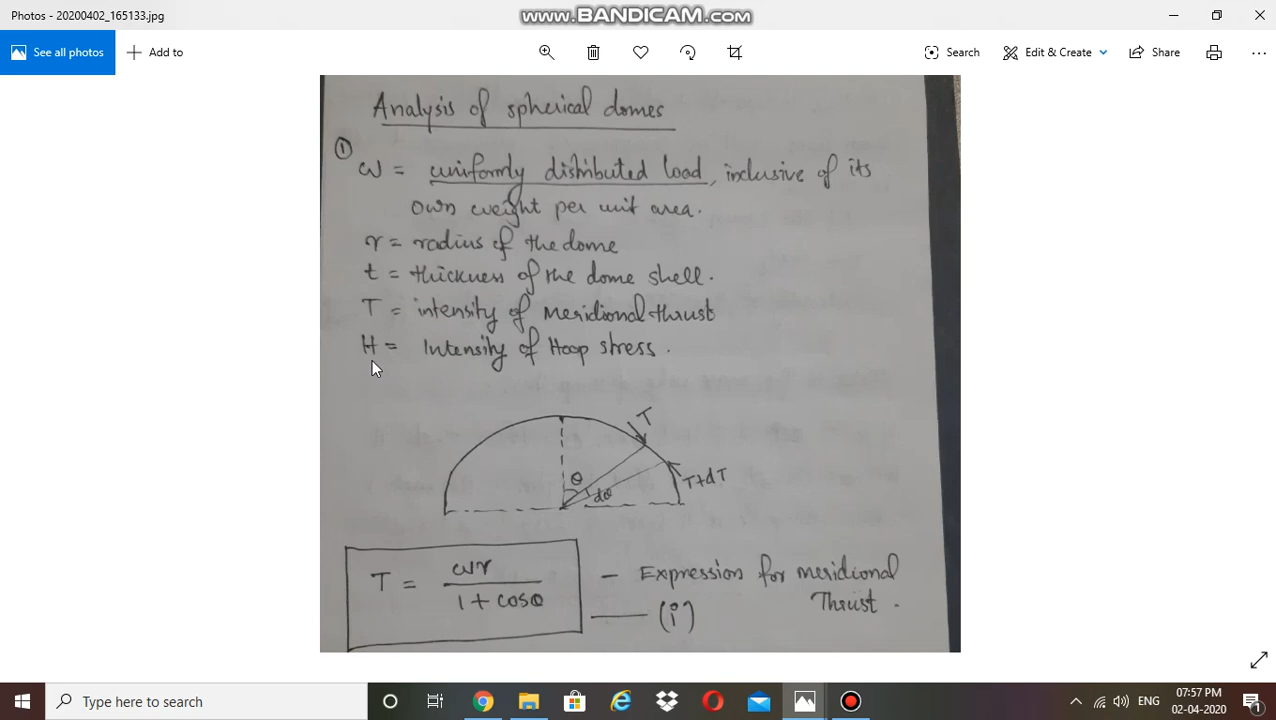 Photos - 20200402_165133.jpg
www.BANDICAM.com
See all photos
Add to
Search
Edit & Create
Share
Analysis of spherical domes
① ω = uniformly distributed load, inclusive of its
own weight per unit area.
r = radius of the dome
t = thickness of the dome shell.
T = intensity of Meridional thrust
H = Intensity of Hoop stress.
T
θ
dθ
T+dT
T = ωr / 1 + cosθ
- Expression for meridional
Thrust.
(i)
Type here to search
ENG
07:57 PM
02-04-2020
1